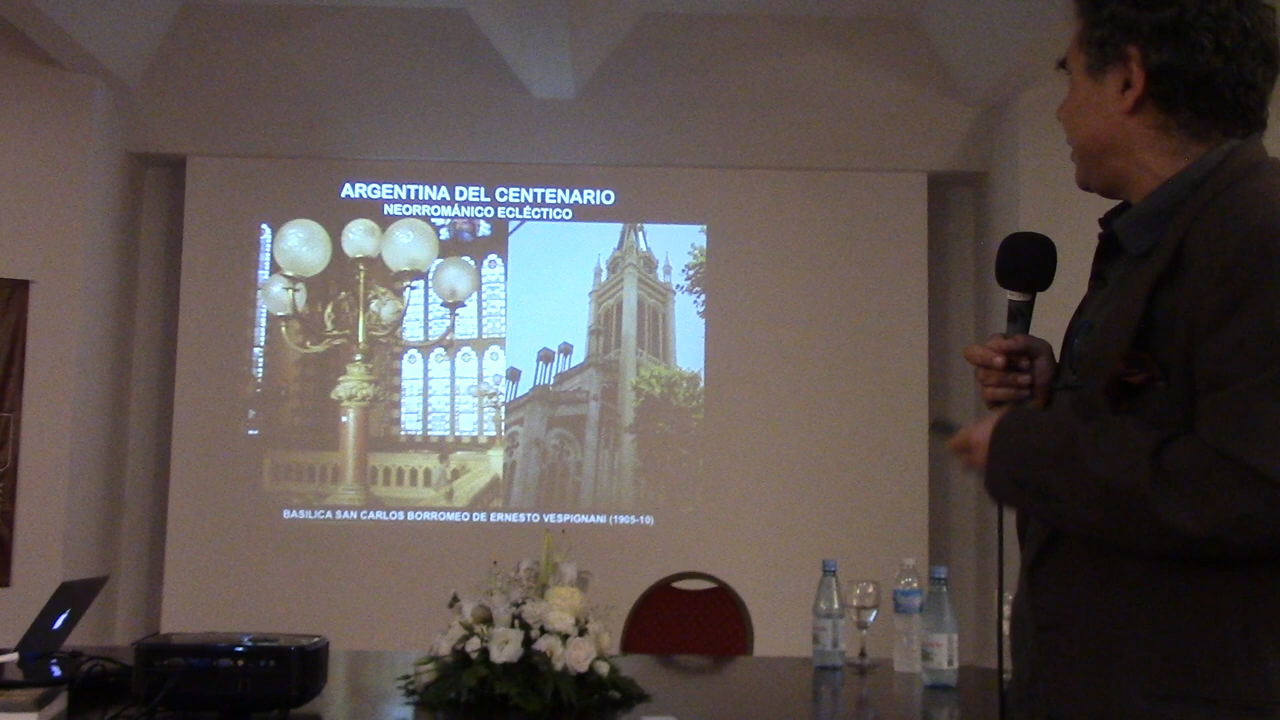 ARGENTINA DEL CENTENARIO
NEORROMÁNICO ECLÉCTICO
BASILICA SAN CARLOS BORROMEO DE ERNESTO VESPIGNANI (1905-10)